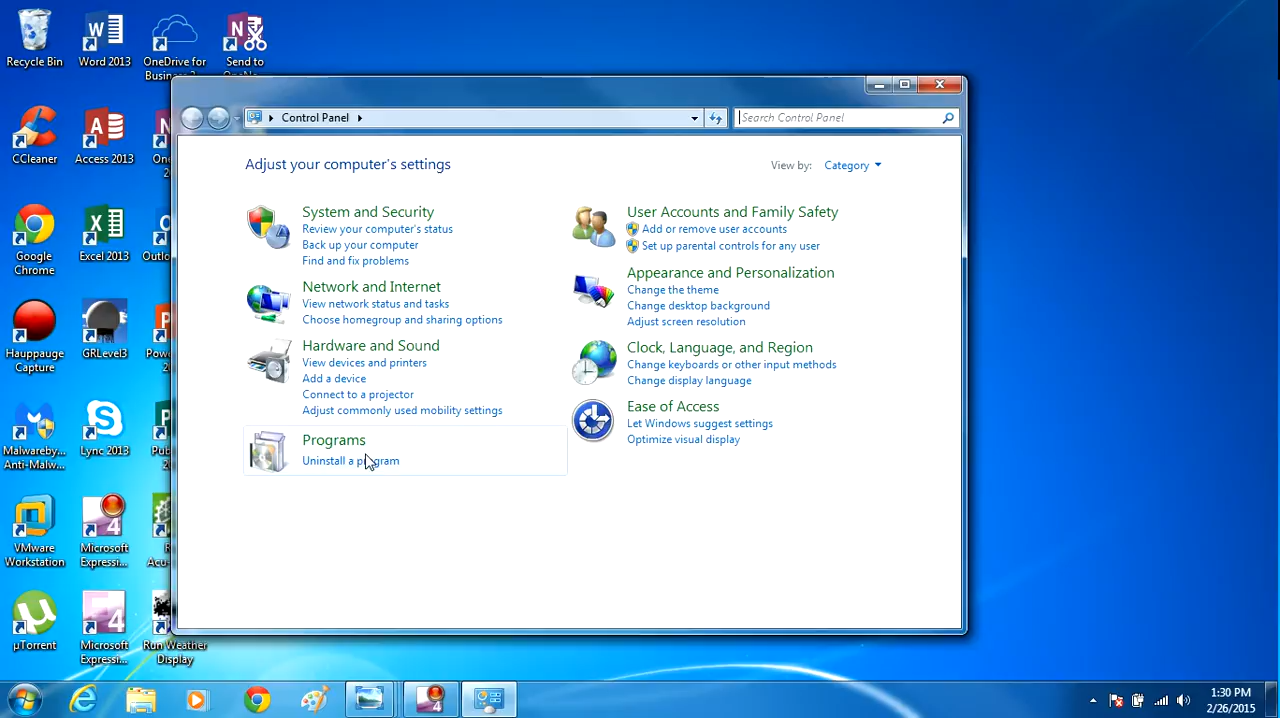 Recycle Bin
Word 2013
OneDrive for
Business 2
Send to
Control Panel
Search Control Panel
CCleaner
Access 2013
Adjust your computer's settings
View by: Category
System and Security
Review your computer's status
Back up your computer
Find and fix problems
Network and Internet
View network status and tasks
Choose homegroup and sharing options
Hardware and Sound
View devices and printers
Add a device
Connect to a projector
Adjust commonly used mobility settings
Programs
Uninstall a program
User Accounts and Family Safety
Add or remove user accounts
Set up parental controls for any user
Appearance and Personalization
Change the theme
Change desktop background
Adjust screen resolution
Clock, Language, and Region
Change keyboards or other input methods
Change display language
Ease of Access
Let Windows suggest settings
Optimize visual display
Google
Chrome
Excel 2013
Outlo
Hauppauge
Capture
GRLevel3
Pow
Malwareby...
Anti-Malw...
Lync 2013
Pu
VMware
Workstation
Microsoft
Expressi...
Acu-
µTorrent
Microsoft
Expressi...
Run Weather
Display
1:30 PM
2/26/2015